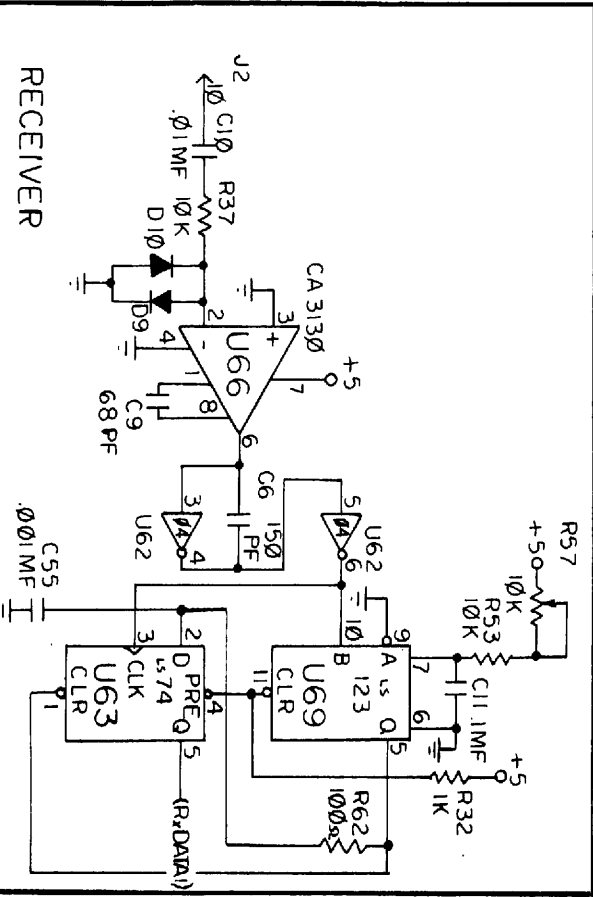 RECEIVER
J2
10
C10
.01MF
R37
10K
D10
D9
CA3130
3
+
2
-
4
U66
1
8
7
+5
6
C9
68PF
C6
150
PF
3
04
4
U62
5
04
6
U62
C55
.001MF
R57
10K
+5
R53
10K
C11 .1MF
+5
R32
1K
9
A
7
6
10
B
LS
123
Q
5
U69
11
CLR
R62
100Ω
2
D
PRE
4
3
CLK
LS74
Q
5
U63
CLR
1
(RxDATA1)